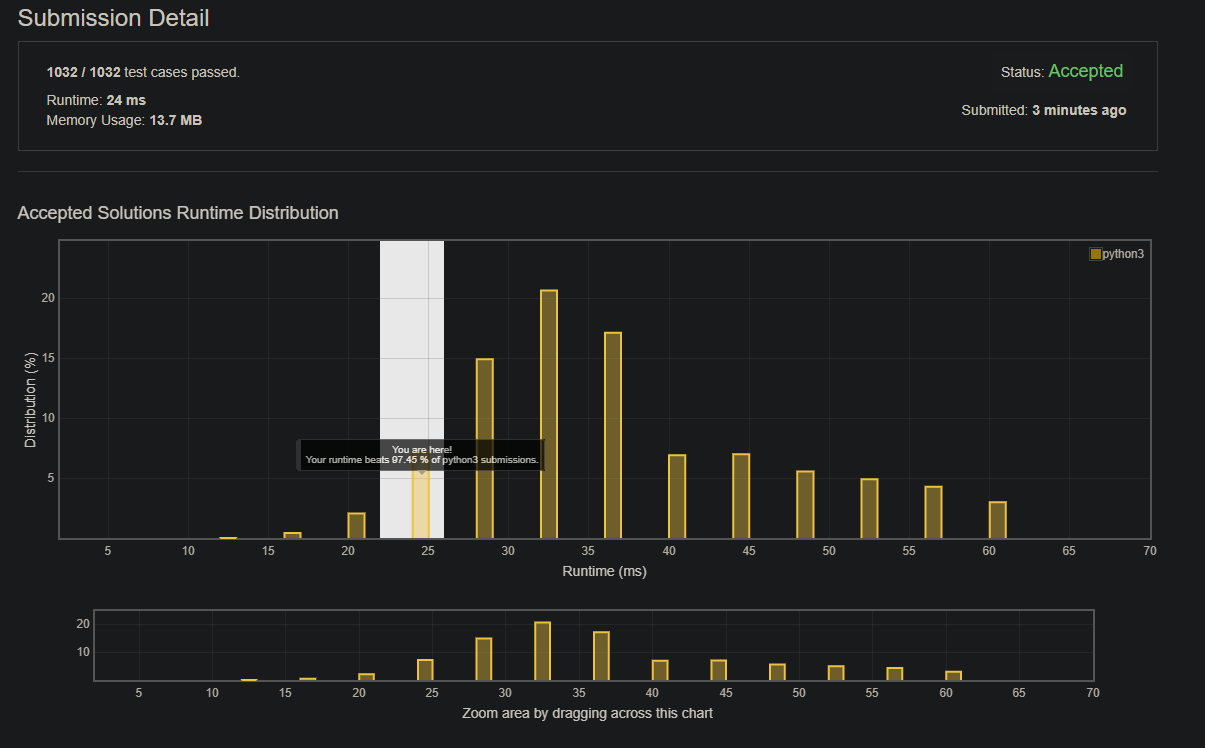 Submission Detail
1032 / 1032 test cases passed.
Status: Accepted
Runtime: 24 ms
Memory Usage: 13.7 MB
Submitted: 3 minutes ago
Accepted Solutions Runtime Distribution
python3
Distribution (%)
20
15
10
5
You are here!
Your runtime beats 97.45 % of python3 submissions.
5 10 15 20 25 30 35 40 45 50 55 60 65 70
Runtime (ms)
20
10
5 10 15 20 25 30 35 40 45 50 55 60 65 70
Zoom area by dragging across this chart